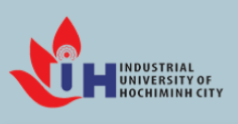 IUH
INDUSTRIAL
UNIVERSITY OF
HOCHIMINH CITY